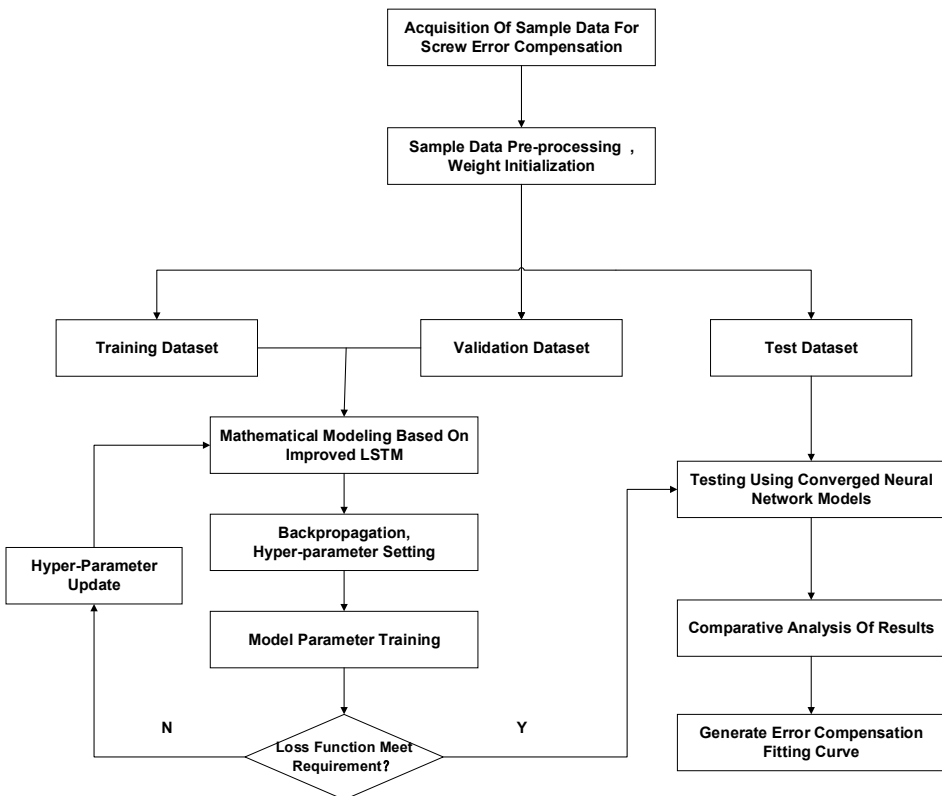 Acquisition Of Sample Data For
Screw Error Compensation
Sample Data Pre-processing ,
Weight Initialization
Training Dataset
Validation Dataset
Test Dataset
Mathematical Modeling Based On
Improved LSTM
Testing Using Converged Neural
Network Models
Backpropagation,
Hyper-parameter Setting
Hyper-Parameter
Update
Model Parameter Training
Comparative Analysis Of Results
N
Y
Loss Function Meet
Requirement?
Generate Error Compensation
Fitting Curve